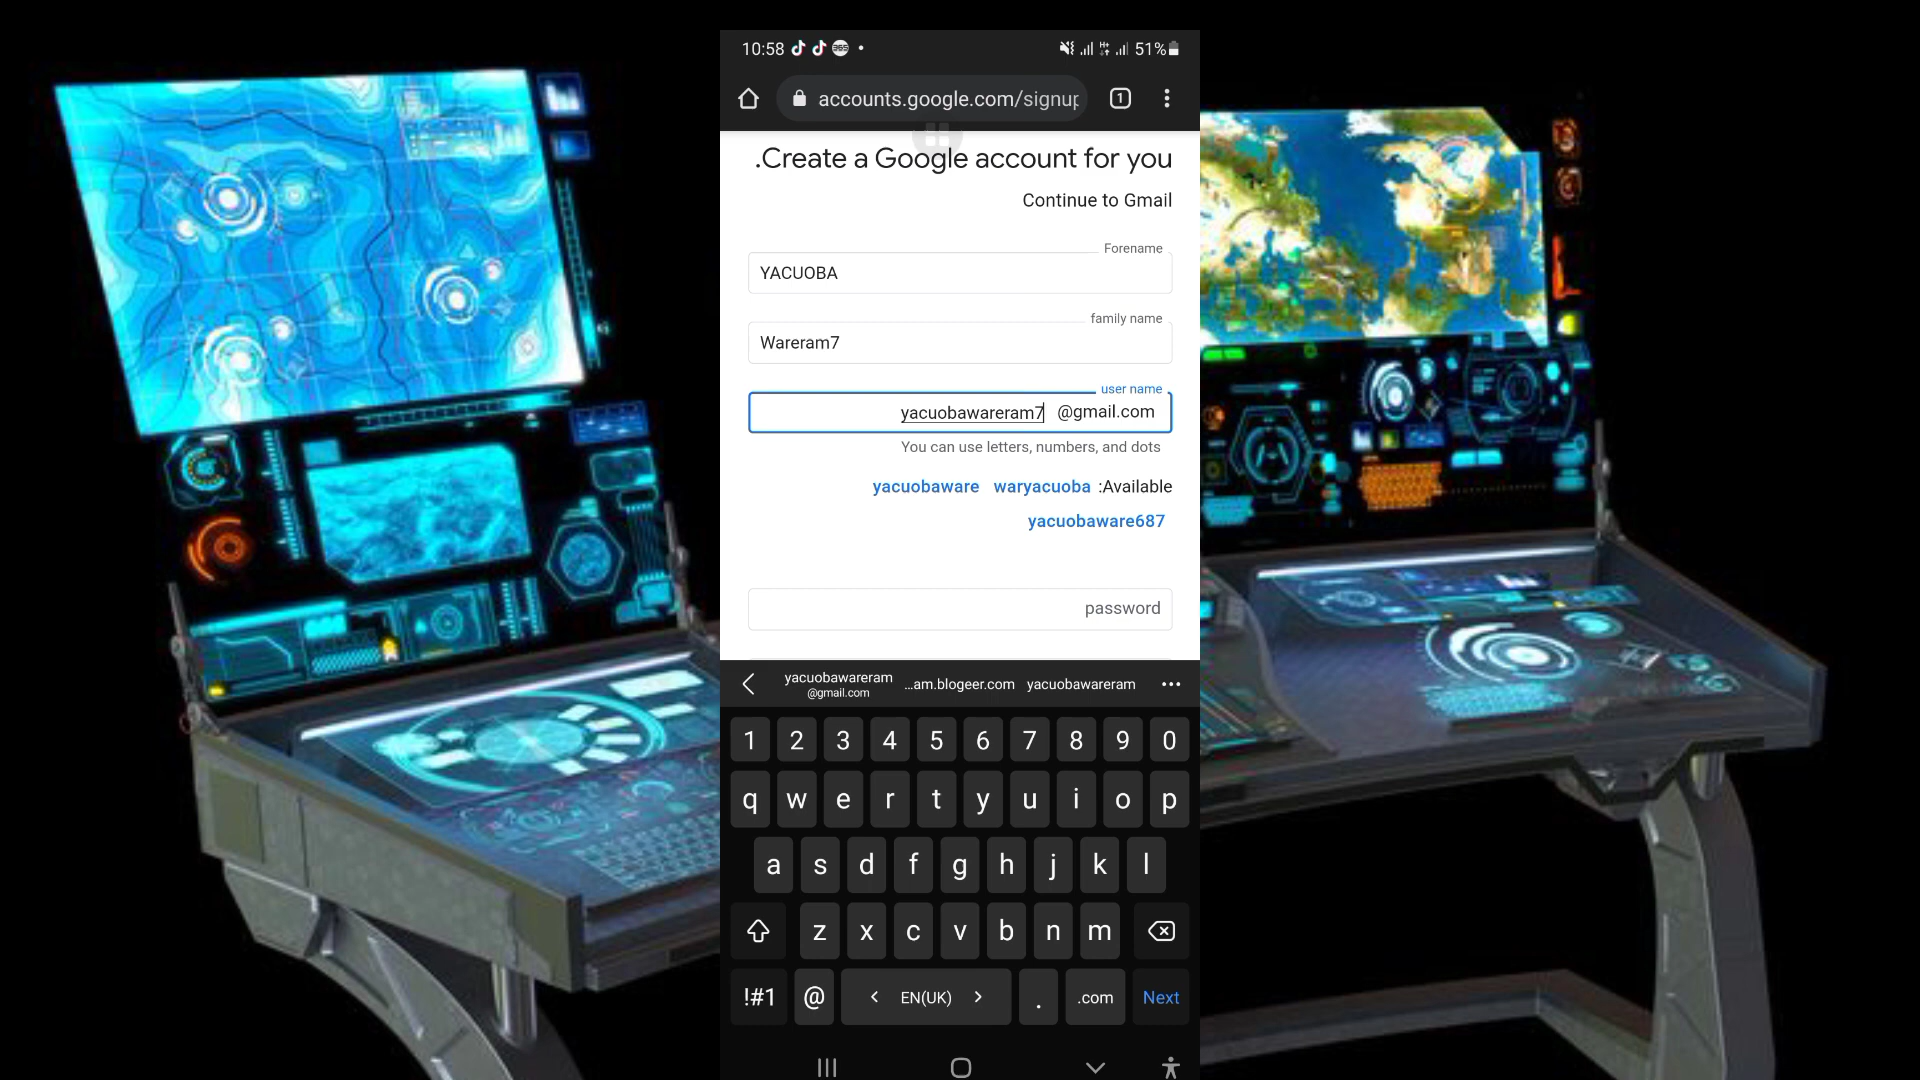 10:58 51%
accounts.google.com/signup 1
.Create a Google account for you
Continue to Gmail
Forename
YACUOBA
family name
Wareram7
user name
yacuobawareram7 @gmail.com
You can use letters, numbers, and dots
yacuobaware waryacuoba :Available
yacuobaware687
password
yacuobawareram @gmail.com ...am.blogeer.com yacuobawareram
1 2 3 4 5 6 7 8 9 0
q w e r t y u i o p
a s d f g h j k l
z x c v b n m
!#1 @ < EN(UK) > . .com Next